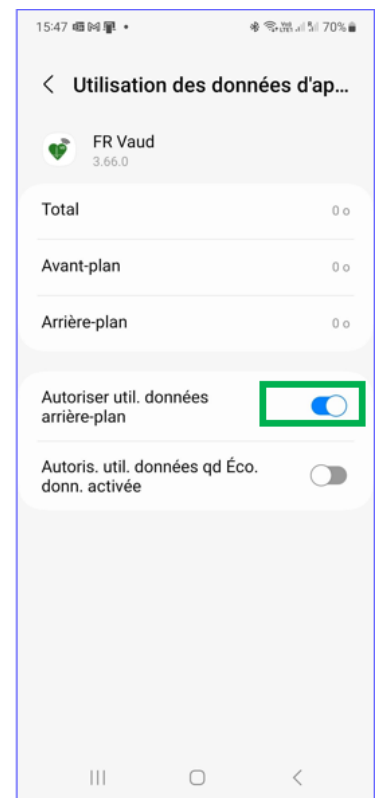 15:47 70%
Utilisation des données d'ap...
FR Vaud
3.66.0
Total 0 o
Avant-plan 0 o
Arrière-plan 0 o
Autoriser util. données
arrière-plan
Autoris. util. données qd Éco.
donn. activée